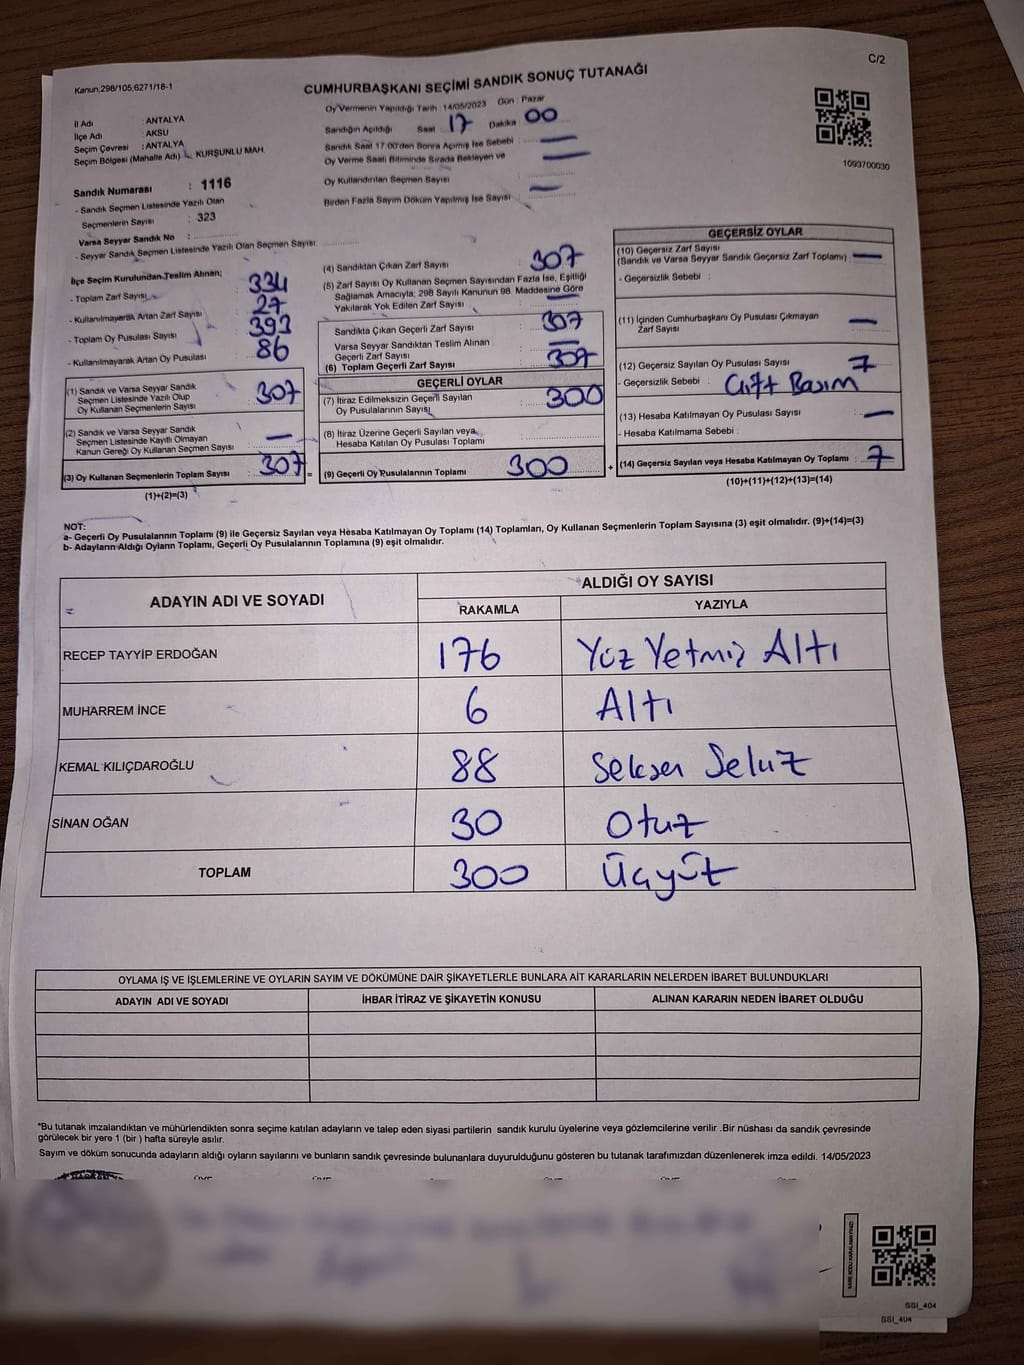 Kanun:298/105,6271/18-1
C/2
CUMHURBAŞKANI SEÇİMİ SANDIK SONUÇ TUTANAĞI
İl Adı : ANTALYA
İlçe Adı : AKSU
Seçim Çevresi : ANTALYA
Seçim Bölgesi (Mahalle Adı) : KURŞUNLU MAH.
Sandık Numarası : 1116
- Sandık Seçmen Listesinde Yazılı Olan
Seçmenlerin Sayısı : 323
Varsa Seyyar Sandık No :
- Seyyar Sandık Seçmen Listesinde Yazılı Olan Seçmen Sayısı:
Oy Vermenin Yapıldığı Tarih : 14/05/2023 Gün : Pazar
Sandığın Açıldığı Saat 17 Dakika 00
Sandık Saat 17:00'den Sonra Açılmış İse Sebebi :
Oy Verme Saati Bitiminde Sırada Bekleyen ve
Oy Kullandırılan Seçmen Sayısı
Birden Fazla Sayım Döküm Yapılmış İse Sayısı
1093700030
İlçe Seçim Kurulundan Teslim Alınan;
- Toplam Zarf Sayısı 334
- Kullanılmayarak Artan Zarf Sayısı 27
- Toplam Oy Pusulası Sayısı 393
- Kullanılmayarak Artan Oy Pusulası 86
(1) Sandık ve Varsa Seyyar Sandık
Seçmen Listesinde Yazılı Olup
Oy Kullanan Seçmenlerin Sayısı 307
(2) Sandık ve Varsa Seyyar Sandık
Seçmen Listesinde Kayıtlı Olmayan
Kanun Gereği Oy Kullanan Seçmen Sayısı —
(3) Oy Kullanan Seçmenlerin Toplam Sayısı : 307 =
(1)+(2)=(3)
(4) Sandıktan Çıkan Zarf Sayısı 307
(5) Zarf Sayısı Oy Kullanan Seçmen Sayısından Fazla İse, Eşitliği
Sağlamak Amacıyla, 298 Sayılı Kanunun 98. Maddesine Göre
Yakılarak Yok Edilen Zarf Sayısı —
Sandıkta Çıkan Geçerli Zarf Sayısı 307
Varsa Seyyar Sandıktan Teslim Alınan
Geçerli Zarf Sayısı —
(6) Toplam Geçerli Zarf Sayısı 307
GEÇERLİ OYLAR
(7) İtiraz Edilmeksizin Geçerli Sayılan
Oy Pusulalarının Sayısı 300
(8) İtiraz Üzerine Geçerli Sayılan veya
Hesaba Katılan Oy Pusulası Toplamı
(9) Geçerli Oy Pusulalarının Toplamı 300 +
GEÇERSİZ OYLAR
(10) Geçersiz Zarf Sayısı
(Sandık ve Varsa Seyyar Sandık Geçersiz Zarf Toplamı) : —
- Geçersizlik Sebebi :
(11) İçinden Cumhurbaşkanı Oy Pusulası Çıkmayan
Zarf Sayısı —
(12) Geçersiz Sayılan Oy Pusulası Sayısı 7
- Geçersizlik Sebebi : Çift Basım
(13) Hesaba Katılmayan Oy Pusulası Sayısı —
- Hesaba Katılmama Sebebi :
(14) Geçersiz Sayılan veya Hesaba Katılmayan Oy Toplamı : 7
(10)+(11)+(12)+(13)=(14)
NOT:
a- Geçerli Oy Pusulalarının Toplamı (9) ile Geçersiz Sayılan veya Hesaba Katılmayan Oy Toplamı (14) Toplamları, Oy Kullanan Seçmenlerin Toplam Sayısına (3) eşit olmalıdır. (9)+(14)=(3)
b- Adayların Aldığı Oyların Toplamı, Geçerli Oy Pusulalarının Toplamına (9) eşit olmalıdır.
ADAYIN ADI VE SOYADI ALDIĞI OY SAYISI
RAKAMLA YAZIYLA
RECEP TAYYİP ERDOĞAN 176 Yüz Yetmiş Altı
MUHARREM İNCE 6 Altı
KEMAL KILIÇDAROĞLU 88 Seksen Sekiz
SİNAN OĞAN 30 Otuz
TOPLAM 300 Üçyüz
OYLAMA İŞ VE İŞLEMLERİNE VE OYLARIN SAYIM VE DÖKÜMÜNE DAİR ŞİKAYETLERLE BUNLARA AİT KARARLARIN NELERDEN İBARET BULUNDUKLARI
ADAYIN ADI VE SOYADI İHBAR İTİRAZ VE ŞİKAYETİN KONUSU ALINAN KARARIN NEDEN İBARET OLDUĞU
*Bu tutanak imzalandıktan ve mühürlendikten sonra seçime katılan adayların ve talep eden siyasi partilerin sandık kurulu üyelerine veya gözlemcilerine verilir .Bir nüshası da sandık çevresinde
görülecek bir yere 1 (bir ) hafta süreyle asılır.
Sayım ve döküm sonucunda adayların aldığı oyların sayılarını ve bunların sandık çevresinde bulunanlara duyurulduğunu gösteren bu tutanak tarafımızdan düzenlenerek imza edildi. 14/05/2023
SSI_404
SSI_404